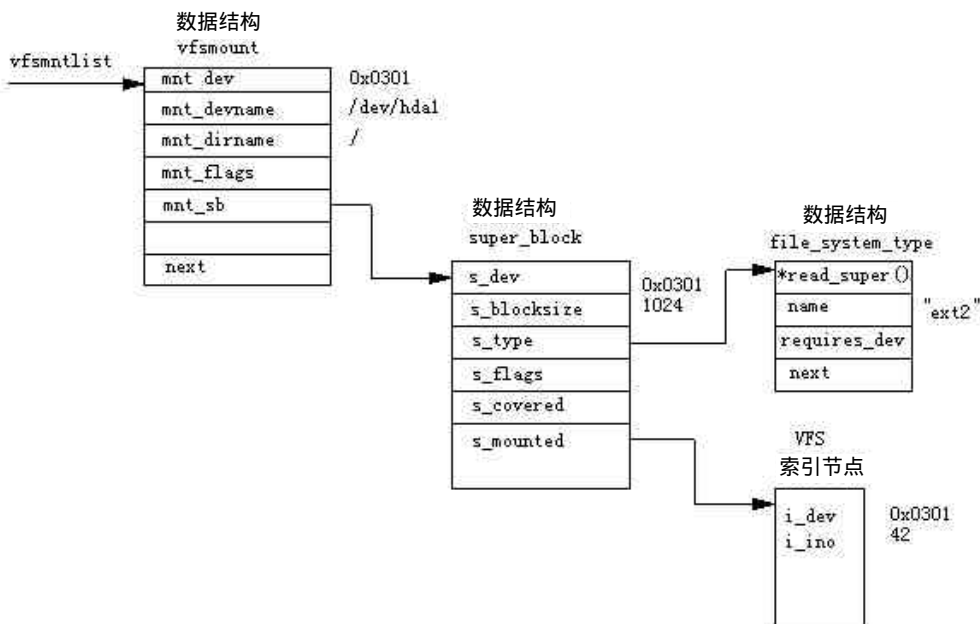 数据结构
vfsmount
vfsmntlist
mnt dev
0x0301
mnt_devname
/dev/hda1
mnt_dirname
/
mnt_flags
mnt_sb
next
数据结构
super_block
s_dev
0x0301
s_blocksize
1024
s_type
s_flags
s_covered
s_mounted
数据结构
file_system_type
*read_super()
name
"ext2"
requires_dev
next
VFS
索引节点
i_dev
0x0301
i_ino
42